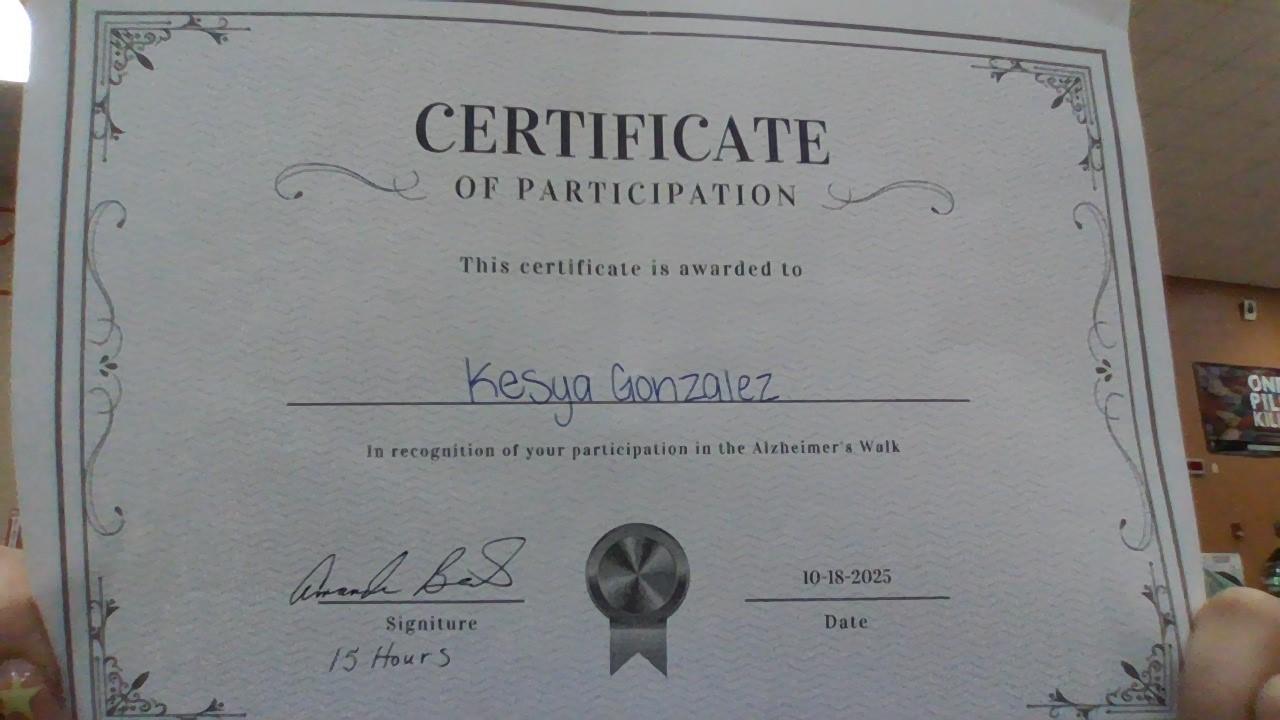 CERTIFICATE
OF PARTICIPATION
This certificate is awarded to
Kesya Gonzalez
In recognition of your participation in the Alzheimer's Walk
10-18-2025
Signiture
Date
15 Hours